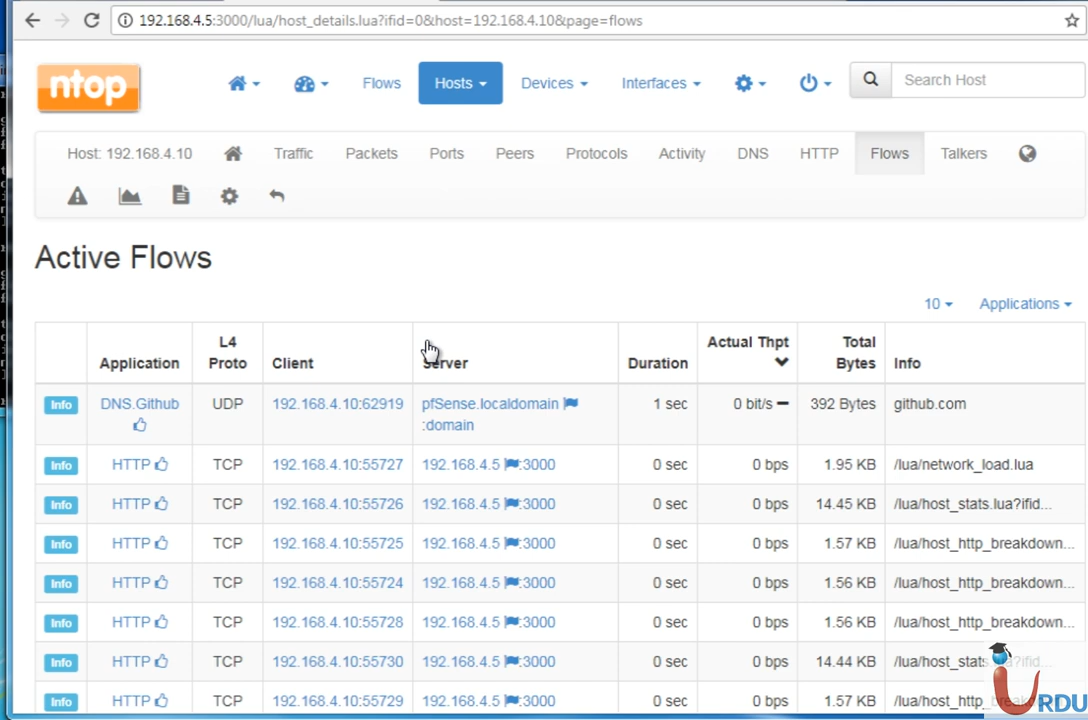 192.168.4.5:3000/lua/host_details.lua?ifid=0&host=192.168.4.10&page=flows
ntop
Flows
Hosts
Devices
Interfaces
Search Host
Host: 192.168.4.10
Traffic
Packets
Ports
Peers
Protocols
Activity
DNS
HTTP
Flows
Talkers
Active Flows
10
Applications
Application
L4
Proto
Client
Server
Duration
Actual Thpt
Total
Bytes
Info
Info DNS.Github UDP 192.168.4.10:62919 pfSense.localdomain 1 sec 0 bit/s 392 Bytes github.com
:domain
Info HTTP TCP 192.168.4.10:55727 192.168.4.5 :3000 0 sec 0 bps 1.95 KB /lua/network_load.lua
Info HTTP TCP 192.168.4.10:55726 192.168.4.5 :3000 0 sec 0 bps 14.45 KB /lua/host_stats.lua?ifid...
Info HTTP TCP 192.168.4.10:55725 192.168.4.5 :3000 0 sec 0 bps 1.57 KB /lua/host_http_breakdown...
Info HTTP TCP 192.168.4.10:55724 192.168.4.5 :3000 0 sec 0 bps 1.56 KB /lua/host_http_breakdown...
Info HTTP TCP 192.168.4.10:55728 192.168.4.5 :3000 0 sec 0 bps 1.56 KB /lua/host_http_breakdown...
Info HTTP TCP 192.168.4.10:55730 192.168.4.5 :3000 0 sec 0 bps 14.44 KB
Info HTTP TCP 192.168.4.10:55729 192.168.4.5 :3000 0 sec 0 bps 1.57 KB
URDU